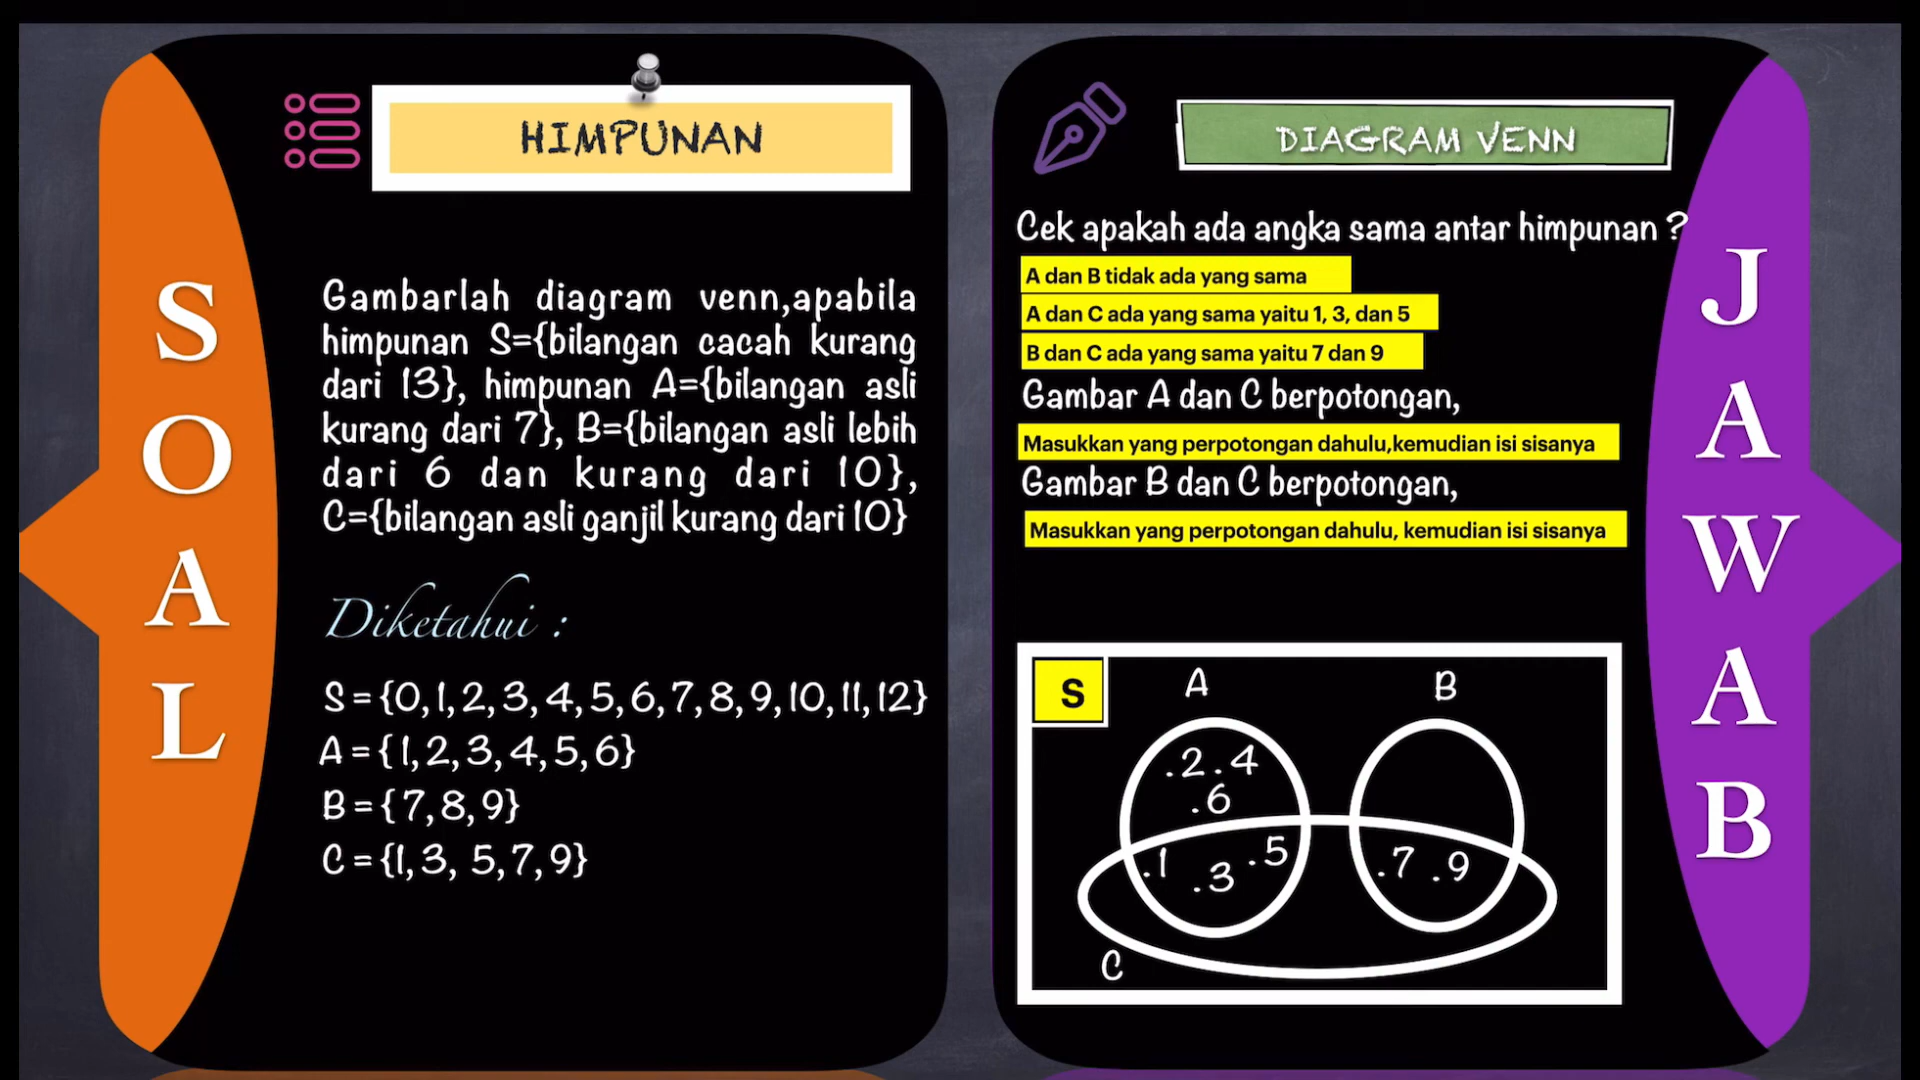 SOAL
HIMPUNAN
Gambarlah diagram venn,apabila
himpunan S={bilangan cacah kurang
dari 13}, himpunan A={bilangan asli
kurang dari 7}, B={bilangan asli lebih
dari 6 dan kurang dari 10},
C={bilangan asli ganjil kurang dari 10}
Diketahui :
S = {0, 1, 2, 3, 4, 5, 6, 7, 8, 9, 10, 11, 12}
A = { 1, 2, 3, 4, 5, 6}
B = { 7, 8, 9}
C = {1, 3, 5, 7, 9}
DIAGRAM VENN
Cek apakah ada angka sama antar himpunan ?
A dan B tidak ada yang sama
A dan C ada yang sama yaitu 1, 3, dan 5
B dan C ada yang sama yaitu 7 dan 9
Gambar A dan C berpotongan,
Masukkan yang perpotongan dahulu,kemudian isi sisanya
Gambar B dan C berpotongan,
Masukkan yang perpotongan dahulu, kemudian isi sisanya
S
A B
.2 .4
.6
.1 .3 .5 .7 .9
C
JAWAB